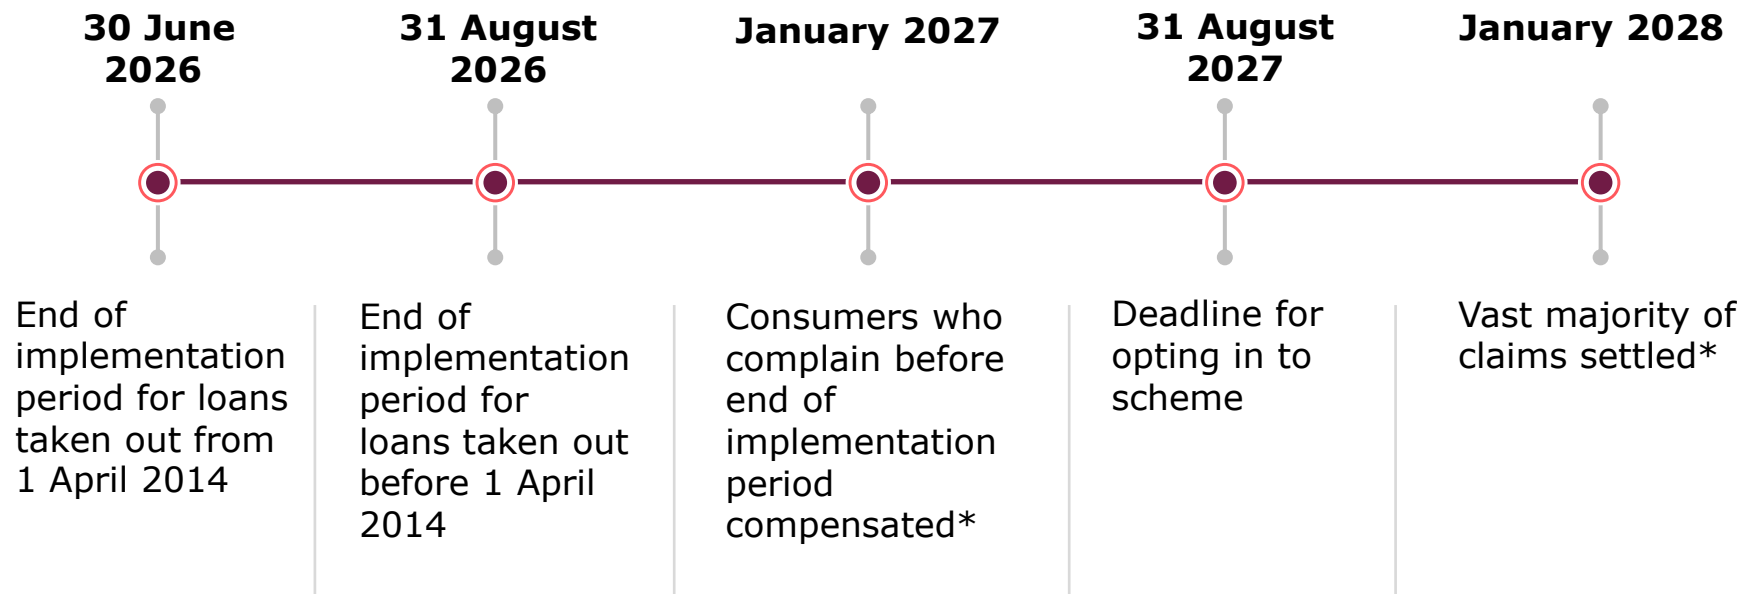 30 June
2026
31 August
2026
January 2027
31 August
2027
January 2028
End of
implementation
period for loans
taken out from
1 April 2014
End of
implementation
period for
loans taken out
before 1 April
2014
Consumers who
complain before
end of
implementation
period
compensated*
Deadline for
opting in to
scheme
Vast majority of
claims settled*